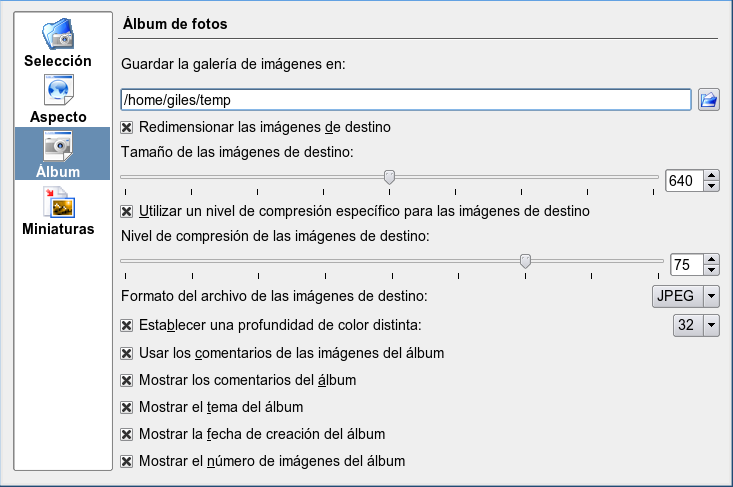 Selección
Aspecto
Álbum
Miniaturas
Álbum de fotos
Guardar la galería de imágenes en:
/home/giles/temp
Redimensionar las imágenes de destino
Tamaño de las imágenes de destino:
640
Utilizar un nivel de compresión específico para las imágenes de destino
Nivel de compresión de las imágenes de destino:
75
Formato del archivo de las imágenes de destino: JPEG
Establecer una profundidad de color distinta: 32
Usar los comentarios de las imágenes del álbum
Mostrar los comentarios del álbum
Mostrar el tema del álbum
Mostrar la fecha de creación del álbum
Mostrar el número de imágenes del álbum